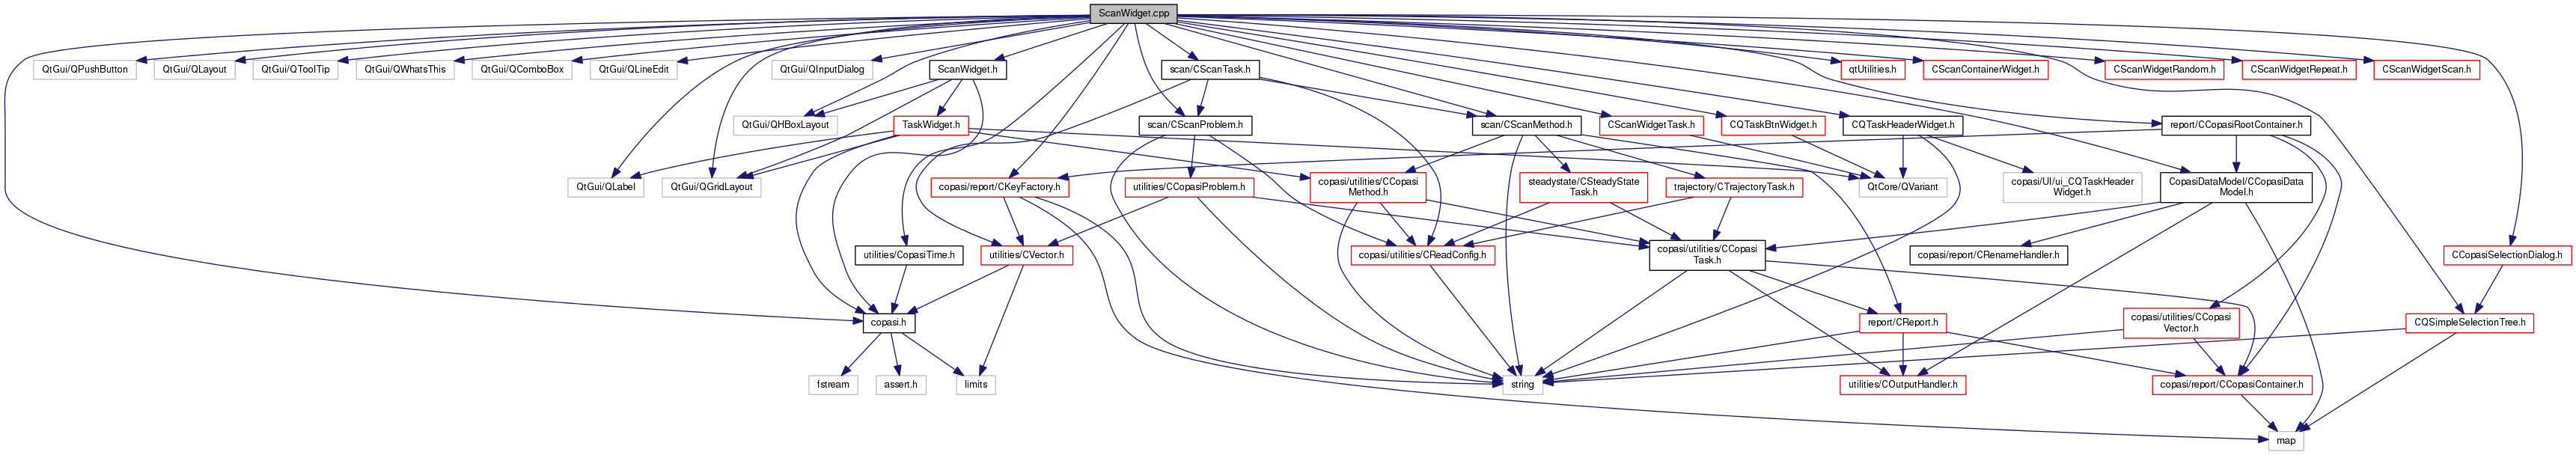 ScanWidget.cpp
QtGui/QPushButton
QtGui/QLayout
QtGui/QToolTip
QtGui/QWhatsThis
QtGui/QComboBox
QtGui/QLineEdit
QtGui/QInputDialog
ScanWidget.h
scan/CScanTask.h
qtUtilities.h
CScanContainerWidget.h
CScanWidgetRandom.h
CScanWidgetRepeat.h
CScanWidgetScan.h
QtGui/QHBoxLayout
TaskWidget.h
scan/CScanProblem.h
scan/CScanMethod.h
CScanWidgetTask.h
CQTaskBtnWidget.h
CQTaskHeaderWidget.h
report/CCopasiRootContainer.h
QtGui/QLabel
QtGui/QGridLayout
copasi/report/CKeyFactory.h
utilities/CCopasiProblem.h
copasi/utilities/CCopasi
Method.h
steadystate/CSteadyState
Task.h
trajectory/CTrajectoryTask.h
QtCore/QVariant
copasi/UI/ui_CQTaskHeader
Widget.h
CopasiDataModel/CCopasiData
Model.h
utilities/CopasiTime.h
utilities/CVector.h
copasi/utilities/CReadConfig.h
copasi/utilities/CCopasi
Task.h
copasi/report/CRenameHandler.h
CCopasiSelectionDialog.h
copasi.h
report/CReport.h
copasi/utilities/CCopasi
Vector.h
CQSimpleSelectionTree.h
fstream
assert.h
limits
string
utilities/COutputHandler.h
copasi/report/CCopasiContainer.h
map